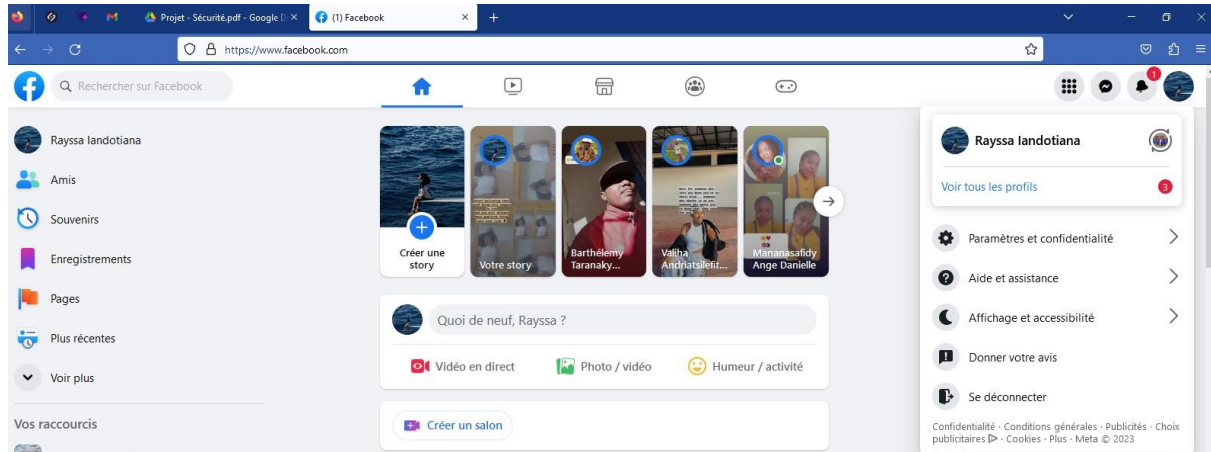 Projet - Sécurité.pdf - Google D
(1) Facebook
https://www.facebook.com
Rechercher sur Facebook
1
Rayssa Iandotiana
Amis
Souvenirs
Enregistrements
Pages
Plus récentes
Voir plus
Vos raccourcis
Créer une
story
Votre story
Barthélemy
Taranaky...
Valiha
Andriatsilefit...
Mananasafidy
Ange Danielle
Quoi de neuf, Rayssa ?
Vidéo en direct
Photo / vidéo
Humeur / activité
Créer un salon
Rayssa Iandotiana
Voir tous les profils
3
Paramètres et confidentialité
Aide et assistance
Affichage et accessibilité
Donner votre avis
Se déconnecter
Confidentialité · Conditions générales · Publicités · Choix
publicitaires · Cookies · Plus · Meta © 2023